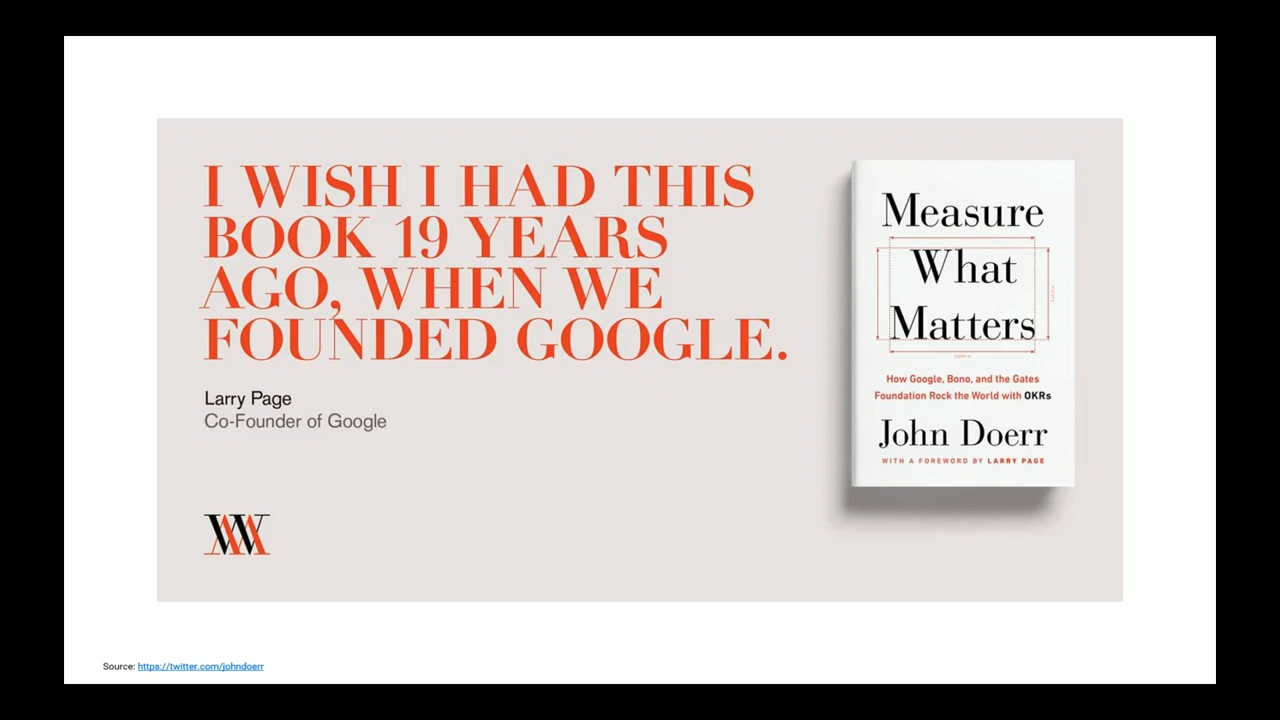 I WISH I HAD THIS
BOOK 19 YEARS
AGO, WHEN WE
FOUNDED GOOGLE.
Larry Page
Co-Founder of Google
Measure
What
Matters
How Google, Bono, and the Gates
Foundation Rock the World with OKRs
John Doerr
WITH A FOREWORD BY LARRY PAGE
Source: https://twitter.com/johndoerr